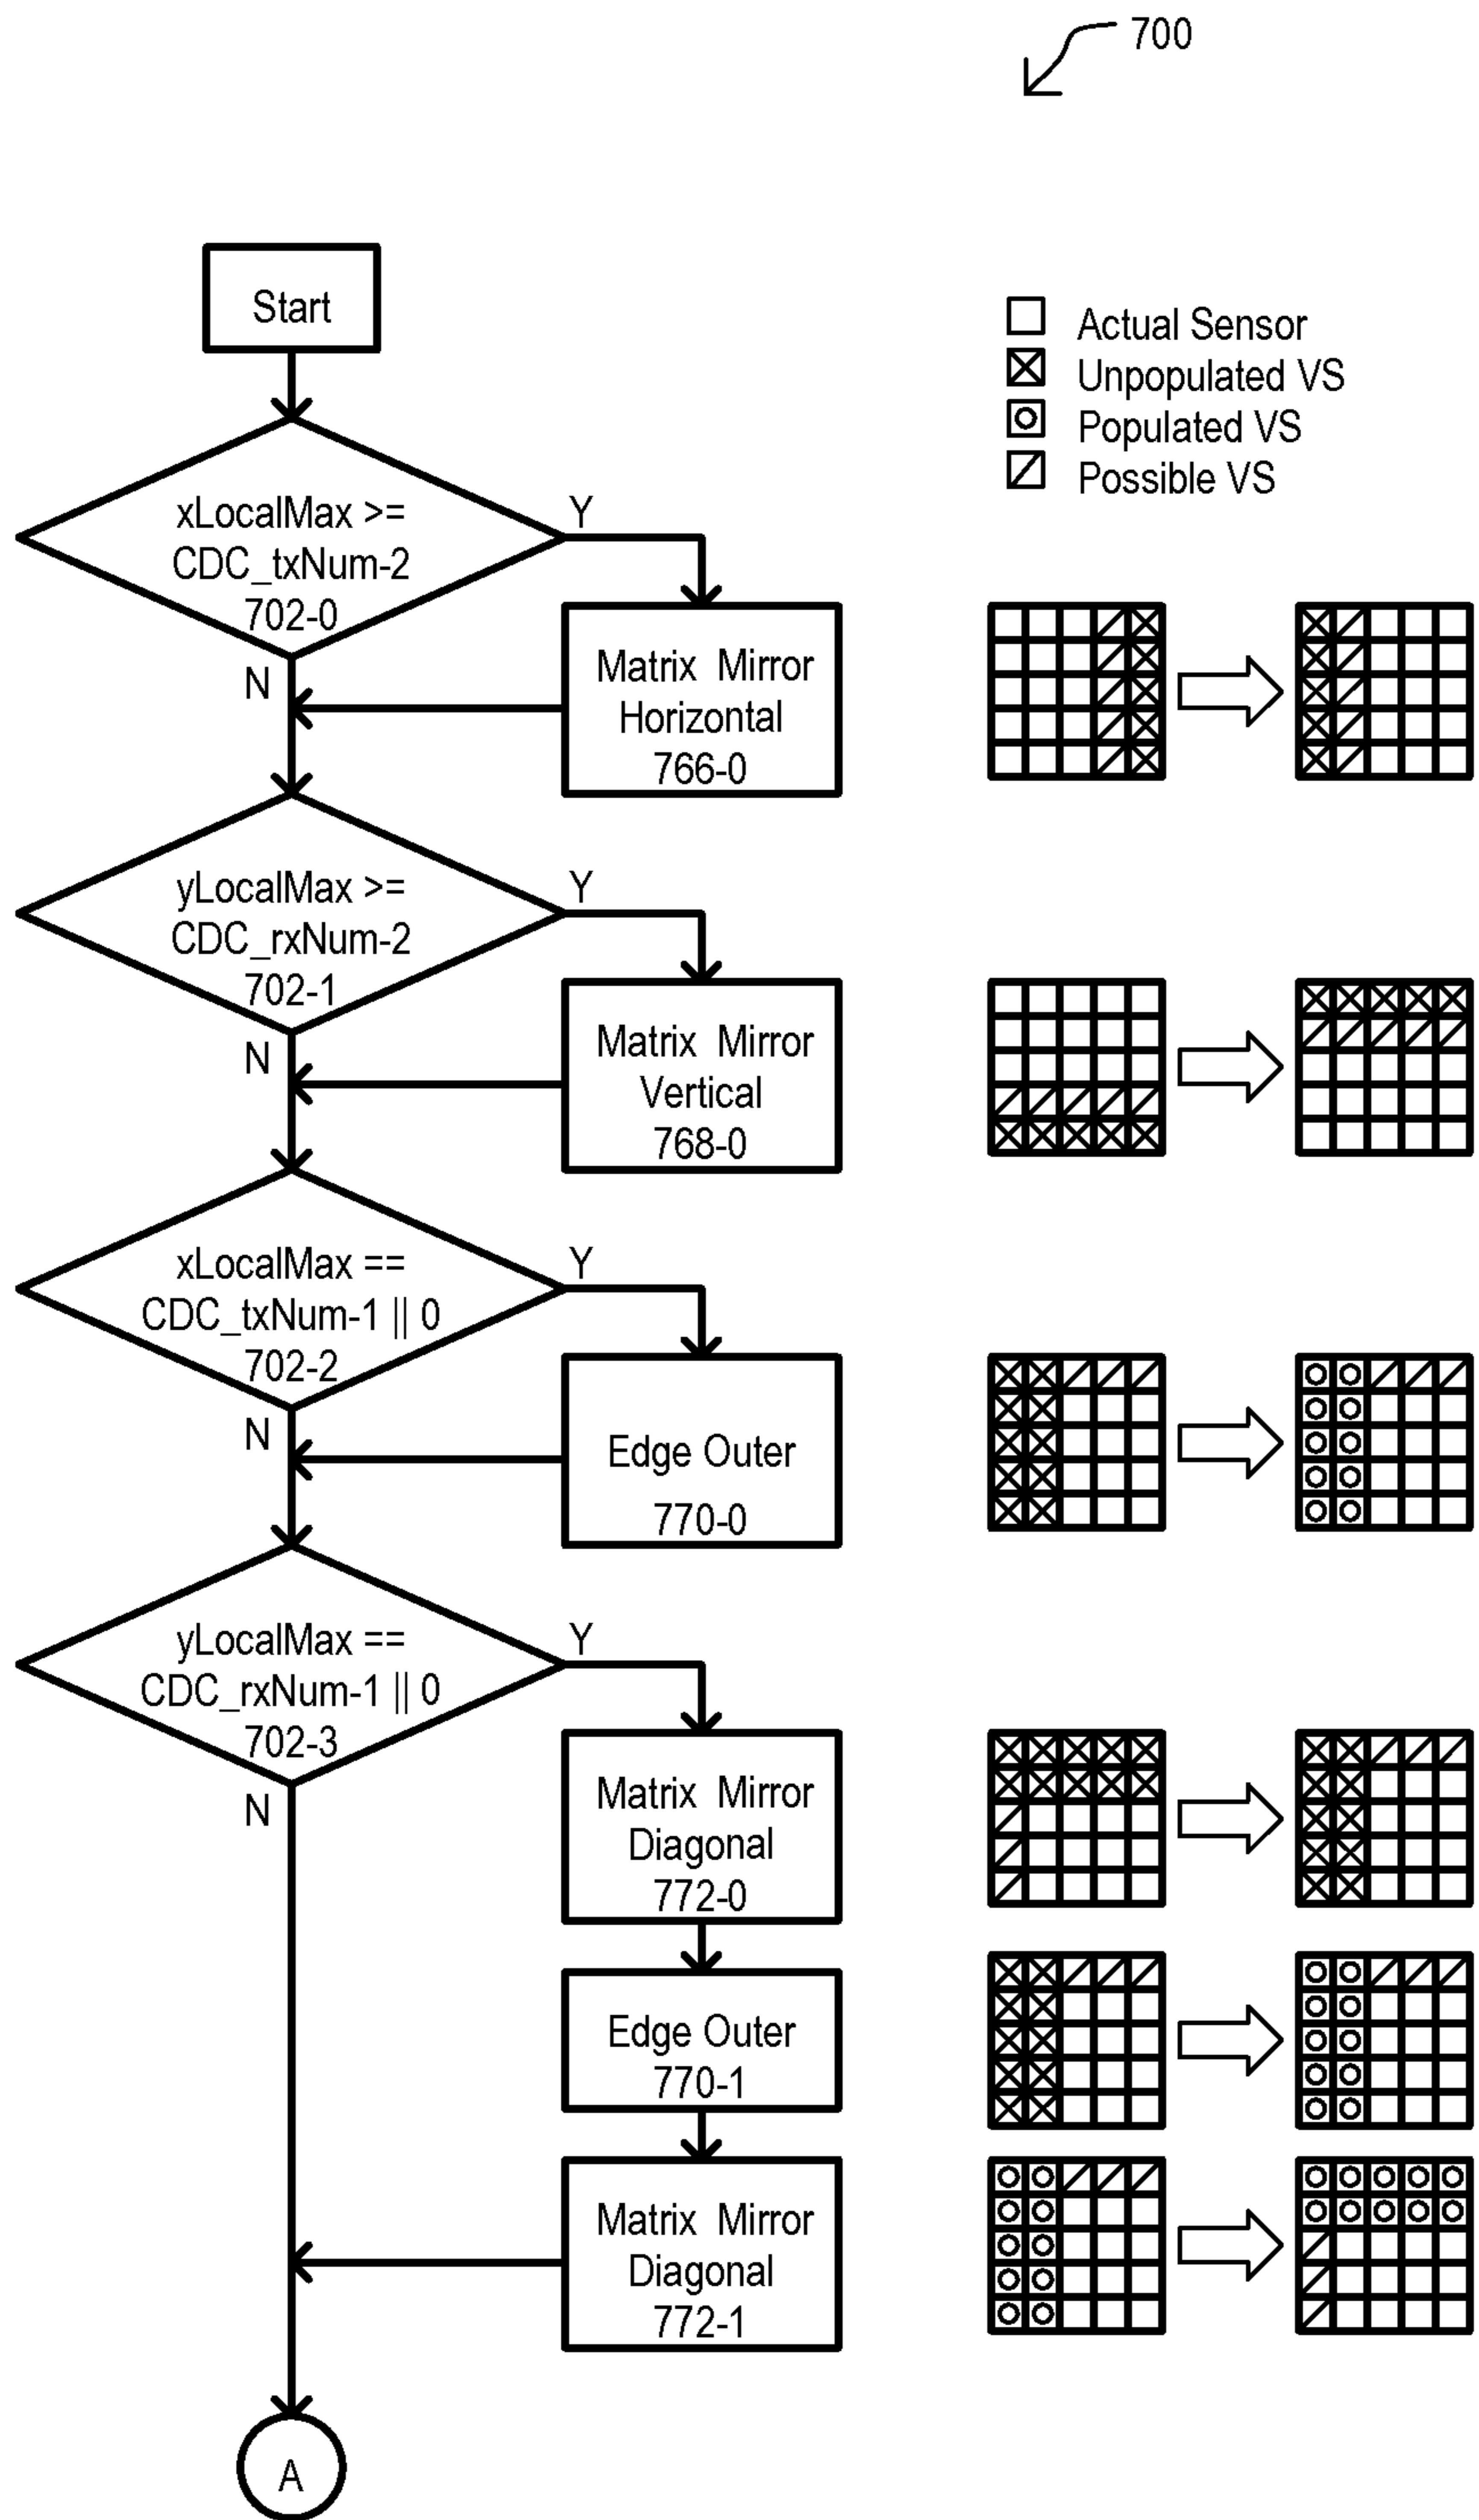 700
Start
Actual Sensor
Unpopulated VS
Populated VS
Possible VS
xLocalMax >=
CDC_txNum-2
702-0
Y
N
Matrix Mirror
Horizontal
766-0
yLocalMax >=
CDC_rxNum-2
702-1
Y
N
Matrix Mirror
Vertical
768-0
xLocalMax ==
CDC_txNum-1 || 0
702-2
Y
N
Edge Outer
770-0
yLocalMax ==
CDC_rxNum-1 || 0
702-3
Y
N
Matrix Mirror
Diagonal
772-0
Edge Outer
770-1
Matrix Mirror
Diagonal
772-1
A